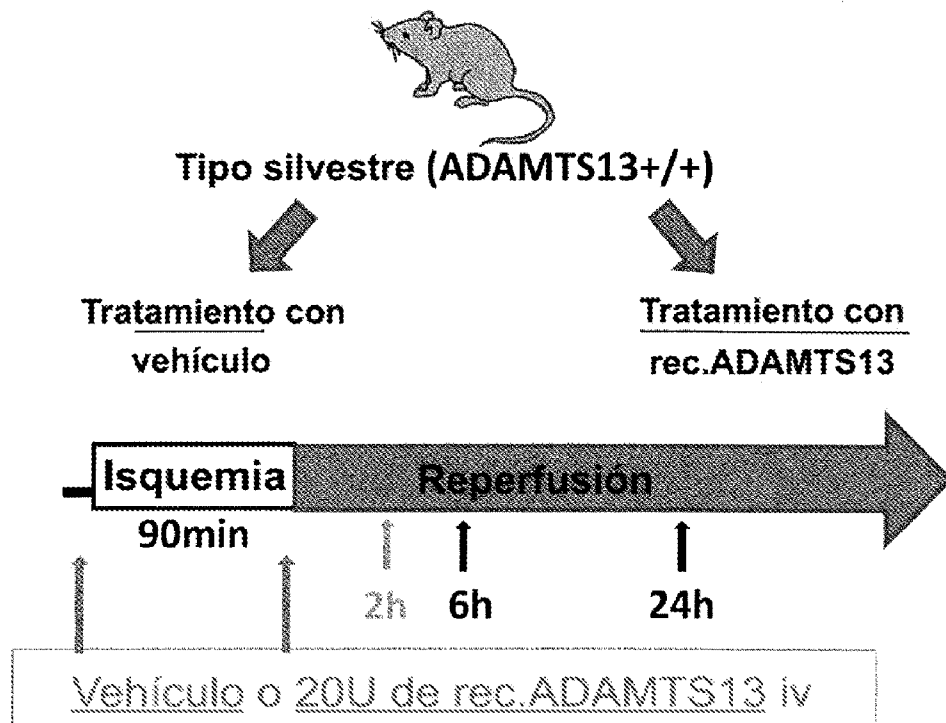 Tipo silvestre (ADAMTS13+/+)
Tratamiento con
vehículo
Tratamiento con
rec.ADAMTS13
Isquemia
Reperfusión
90min
2h
6h
24h
Vehículo o 20U de rec.ADAMTS13 iv